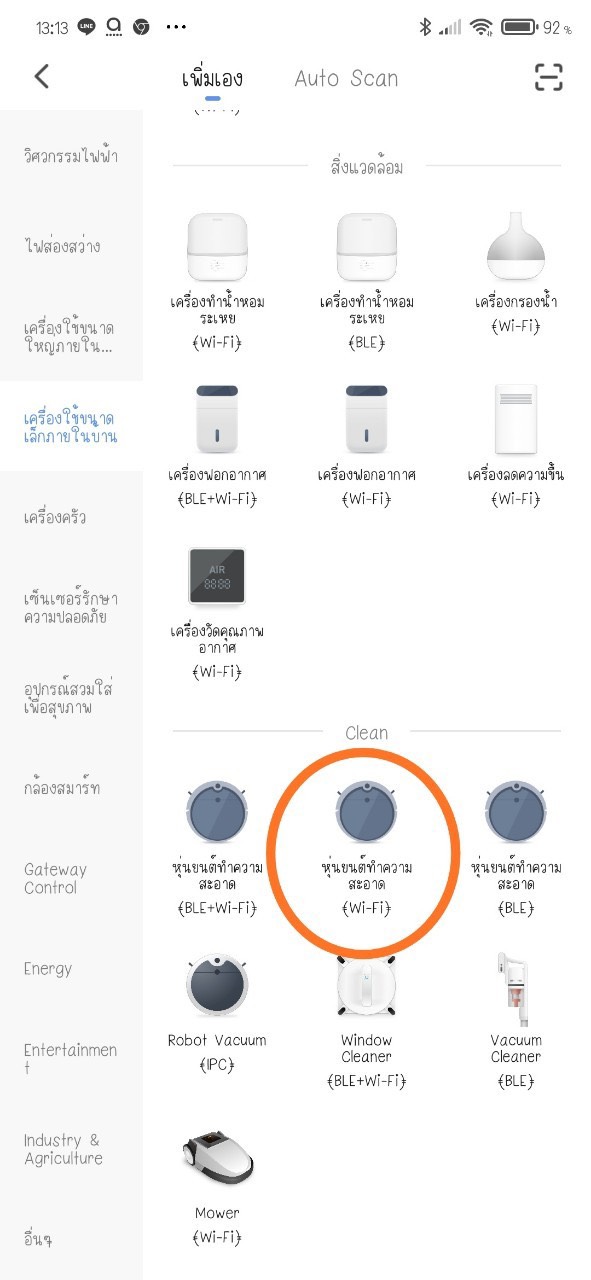 13:13 LINE 92 %
เพิ่มเอง Auto Scan
วิศวกรรมไฟฟ้า
ไฟส่องสว่าง
เครื่องใช้ขนาด
ใหญ่ภายใน...
เครื่องใช้ขนาด
เล็กภายในบ้าน
เครื่องครัว
เซ็นเซอร์รักษา
ความปลอดภัย
อุปกรณ์สวมใส่
เพื่อสุขภาพ
กล้องสมาร์ท
Gateway
Control
Energy
Entertainmen
t
Industry &
Agriculture
อื่นๆ
สิ่งแวดล้อม
เครื่องทำน้ำหอม
ระเหย
(Wi-Fi)
เครื่องทำน้ำหอม
ระเหย
(BLE)
เครื่องกรองน้ำ
(Wi-Fi)
เครื่องฟอกอากาศ
(BLE+Wi-Fi)
เครื่องฟอกอากาศ
(Wi-Fi)
เครื่องลดความชื้น
(Wi-Fi)
AIR
88:88
เครื่องวัดคุณภาพ
อากาศ
(Wi-Fi)
Clean
หุ่นยนต์ทำความ
สะอาด
(BLE+Wi-Fi)
หุ่นยนต์ทำความ
สะอาด
(Wi-Fi)
หุ่นยนต์ทำความ
สะอาด
(BLE)
Robot Vacuum
(IPC)
Window
Cleaner
(BLE+Wi-Fi)
Vacuum
Cleaner
(BLE)
Mower
(Wi-Fi)